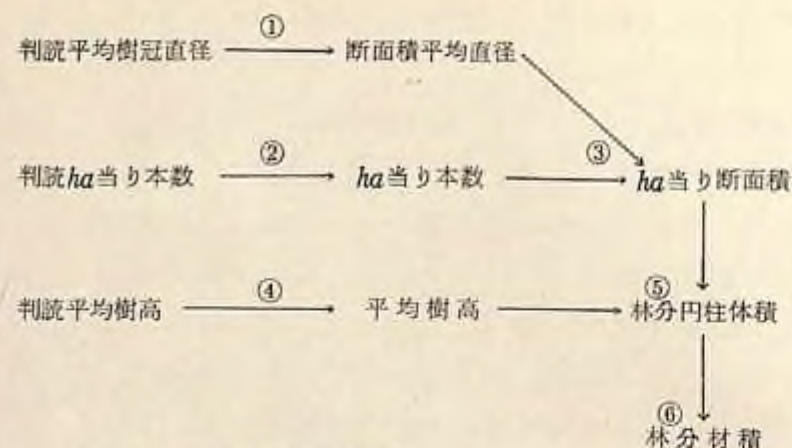 ①
判読平均樹冠直径 断面積平均直径
② ③
判読ha当り本数 ha当り本数 ha当り断面積
④ ⑤
判読平均樹高 平均樹高 林分円柱体積
⑥
林分材積